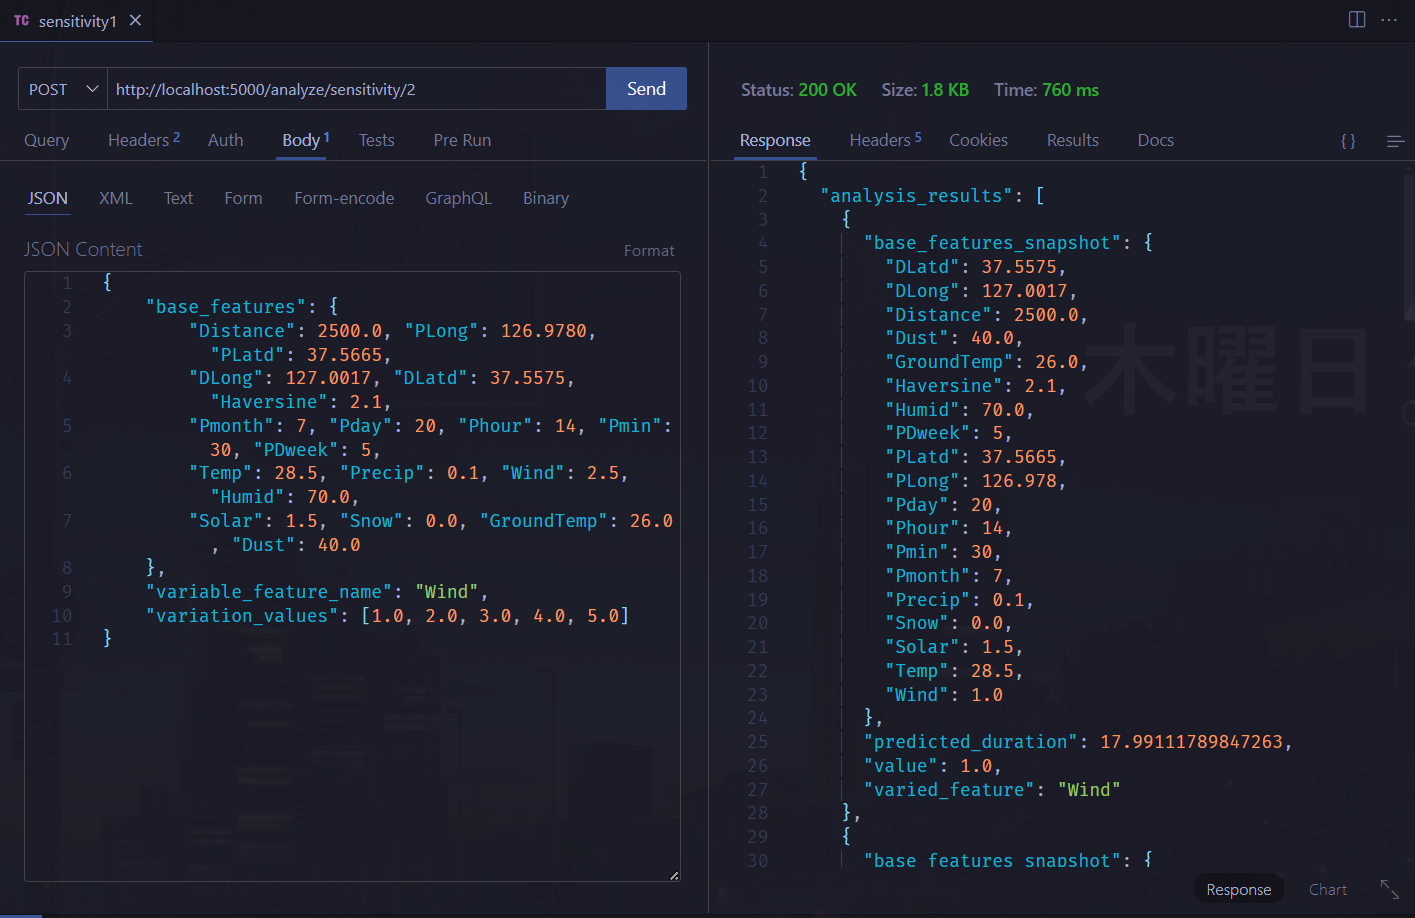 TC sensitivity1
POST http://localhost:5000/analyze/sensitivity/2 Send
Query Headers 2 Auth Body 1 Tests Pre Run
JSON XML Text Form Form-encode GraphQL Binary
JSON Content Format
1 {
2 "base_features": {
3 "Distance": 2500.0, "PLong": 126.9780,
"PLatd": 37.5665,
4 "DLong": 127.0017, "DLatd": 37.5575,
"Haversine": 2.1,
5 "Pmonth": 7, "Pday": 20, "Phour": 14, "Pmin":
30, "PDweek": 5,
6 "Temp": 28.5, "Precip": 0.1, "Wind": 2.5,
"Humid": 70.0,
7 "Solar": 1.5, "Snow": 0.0, "GroundTemp": 26.0
, "Dust": 40.0
8 },
9 "variable_feature_name": "Wind",
10 "variation_values": [1.0, 2.0, 3.0, 4.0, 5.0]
11 }
Status: 200 OK Size: 1.8 KB Time: 760 ms
Response Headers 5 Cookies Results Docs { }
1 {
2 "analysis_results": [
3 {
4 "base_features_snapshot": {
5 "DLatd": 37.5575,
6 "DLong": 127.0017,
7 "Distance": 2500.0,
8 "Dust": 40.0,
9 "GroundTemp": 26.0,
10 "Haversine": 2.1,
11 "Humid": 70.0,
12 "PDweek": 5,
13 "PLatd": 37.5665,
14 "PLong": 126.978,
15 "Pday": 20,
16 "Phour": 14,
17 "Pmin": 30,
18 "Pmonth": 7,
19 "Precip": 0.1,
20 "Snow": 0.0,
21 "Solar": 1.5,
22 "Temp": 28.5,
23 "Wind": 1.0
24 },
25 "predicted_duration": 17.99111789847263,
26 "value": 1.0,
27 "varied_feature": "Wind"
28 },
29 {
30 "base_features_snapshot": {
木曜日
Response Chart